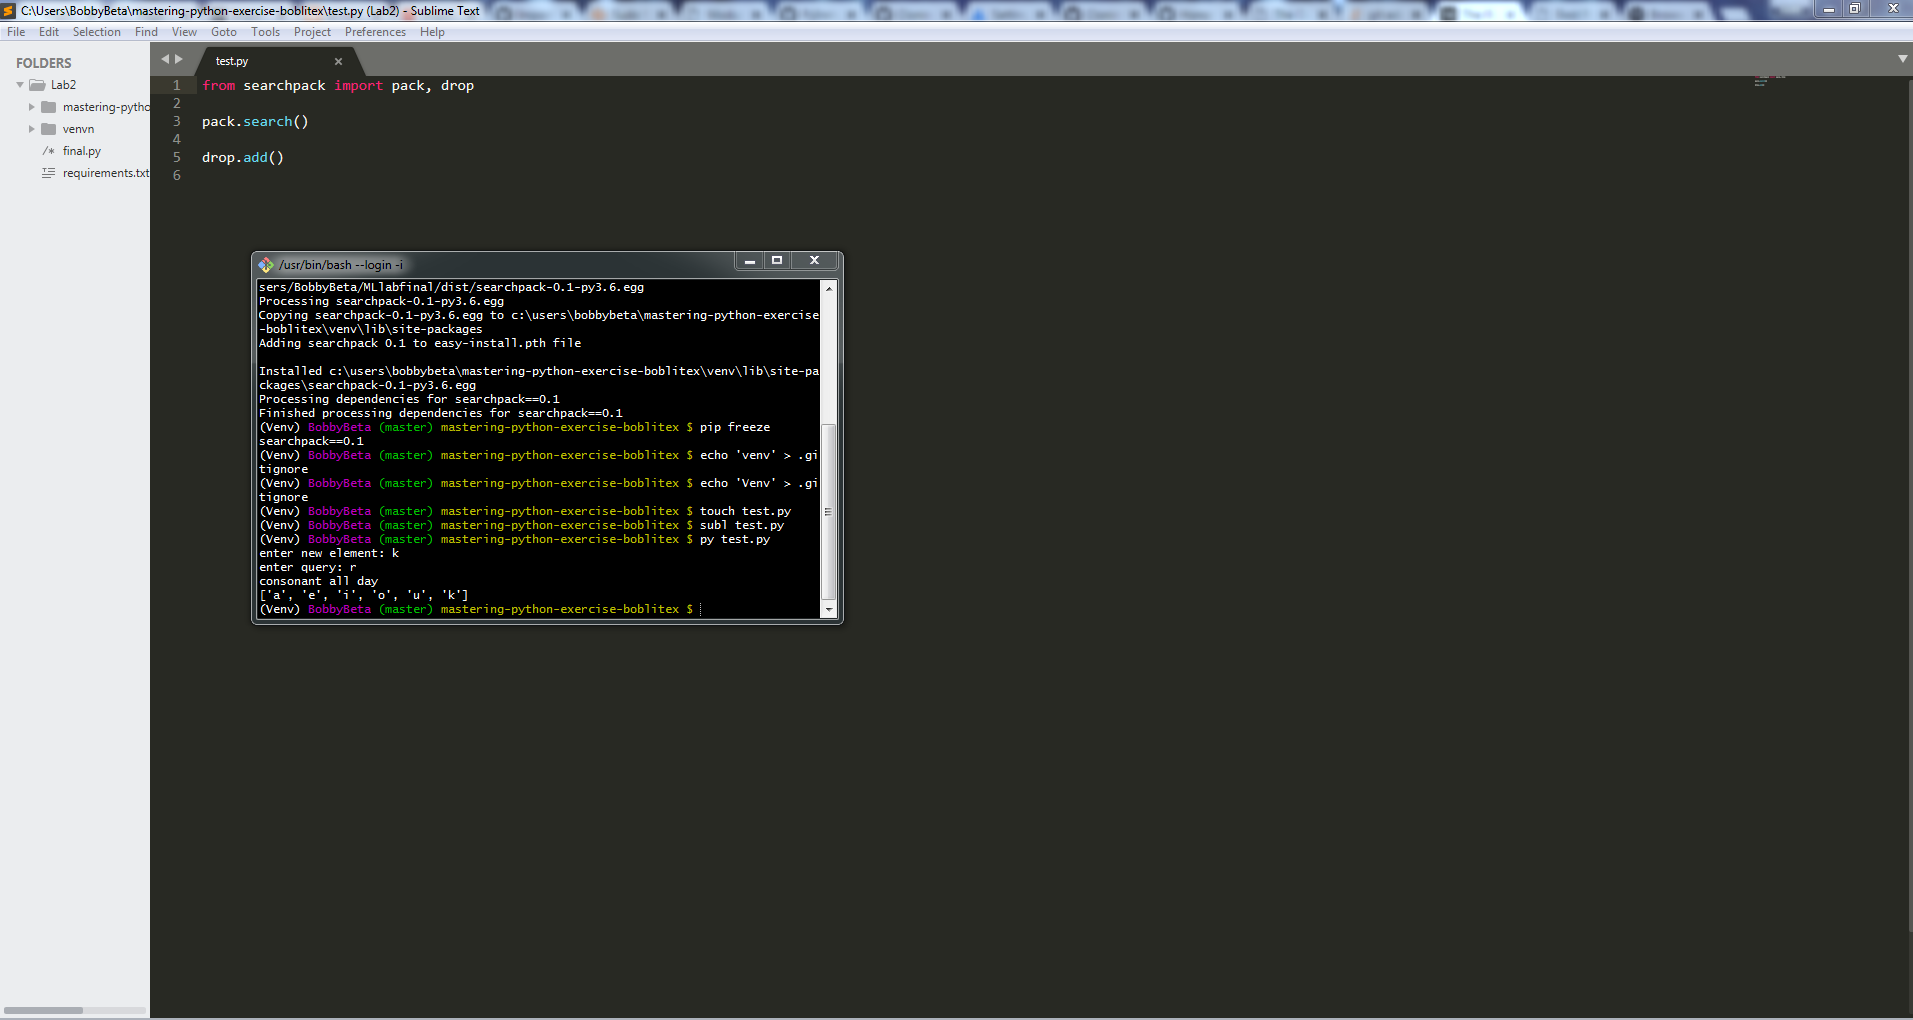 C:\Users\BobbyBeta\mastering-python-exercise-boblitex\test.py (Lab2) - Sublime Text
File Edit Selection Find View Goto Tools Project Preferences Help
FOLDERS
Lab2
mastering-pytho
venvn
final.py
requirements.txt
test.py
1 from searchpack import pack, drop
2
3 pack.search()
4
5 drop.add()
6
/usr/bin/bash --login -i
sers/BobbyBeta/MLlabfinal/dist/searchpack-0.1-py3.6.egg
Processing searchpack-0.1-py3.6.egg
Copying searchpack-0.1-py3.6.egg to c:\users\bobbybeta\mastering-python-exercise
-boblitex\venv\lib\site-packages
Adding searchpack 0.1 to easy-install.pth file
Installed c:\users\bobbybeta\mastering-python-exercise-boblitex\venv\lib\site-pa
ckages\searchpack-0.1-py3.6.egg
Processing dependencies for searchpack==0.1
Finished processing dependencies for searchpack==0.1
(Venv) BobbyBeta (master) mastering-python-exercise-boblitex $ pip freeze
searchpack==0.1
(Venv) BobbyBeta (master) mastering-python-exercise-boblitex $ echo 'venv' > .gi
tignore
(Venv) BobbyBeta (master) mastering-python-exercise-boblitex $ echo 'Venv' > .gi
tignore
(Venv) BobbyBeta (master) mastering-python-exercise-boblitex $ touch test.py
(Venv) BobbyBeta (master) mastering-python-exercise-boblitex $ subl test.py
(Venv) BobbyBeta (master) mastering-python-exercise-boblitex $ py test.py
enter new element: k
enter query: r
consonant all day
['a', 'e', 'i', 'o', 'u', 'k']
(Venv) BobbyBeta (master) mastering-python-exercise-boblitex $